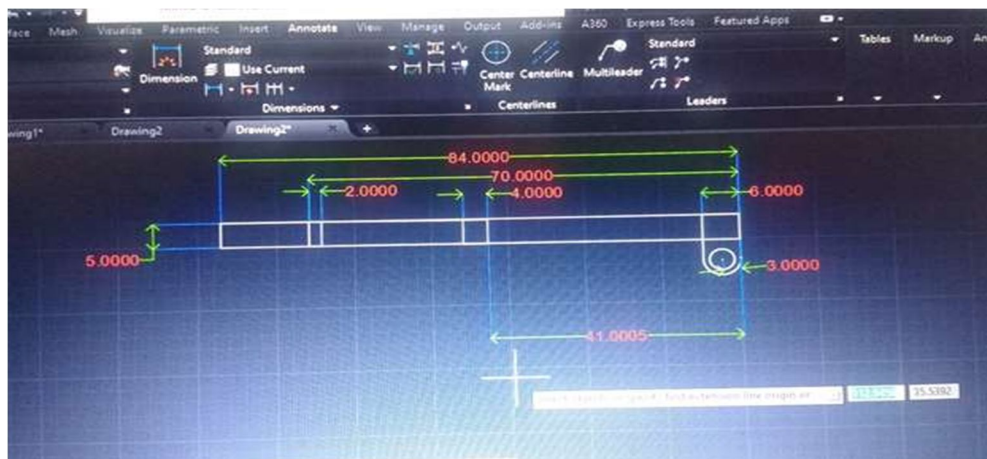 Mesh Visualize Parametric Insert Annotate View Manage Output Add-ins A360 Express Tools Featured Apps
Dimension
Standard
Use Current
Dimensions
Center Mark
Centerline
Centerlines
Multileader
Standard
Leaders
Tables
Markup
Drawing2
Drawing2*
84.0000
70.0000
2.0000
4.0000
6.0000
5.0000
3.0000
41.0005
35.5392